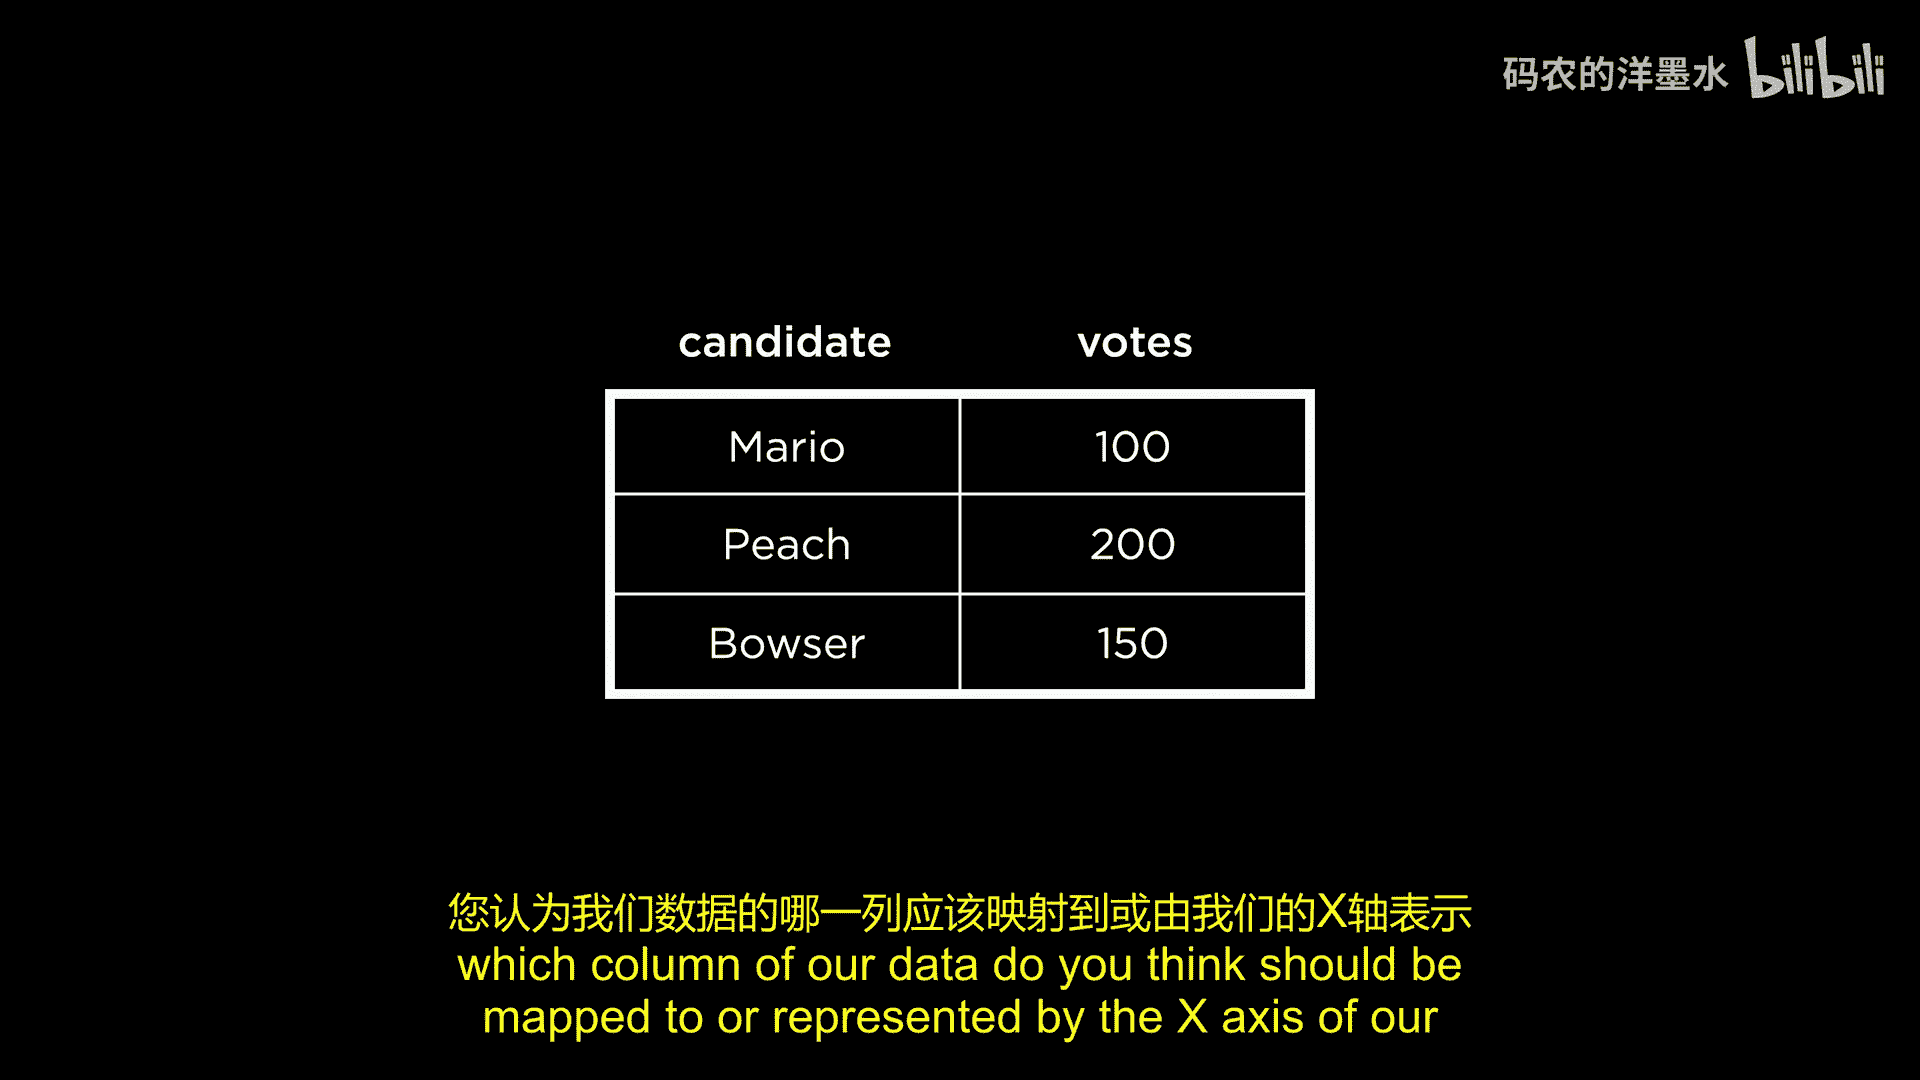 码农的洋墨水 bilibili
candidate votes
Mario 100
Peach 200
Bowser 150
您认为我们数据的哪一列应该映射到或由我们的X轴表示
which column of our data do you think should be
mapped to or represented by the X axis of our